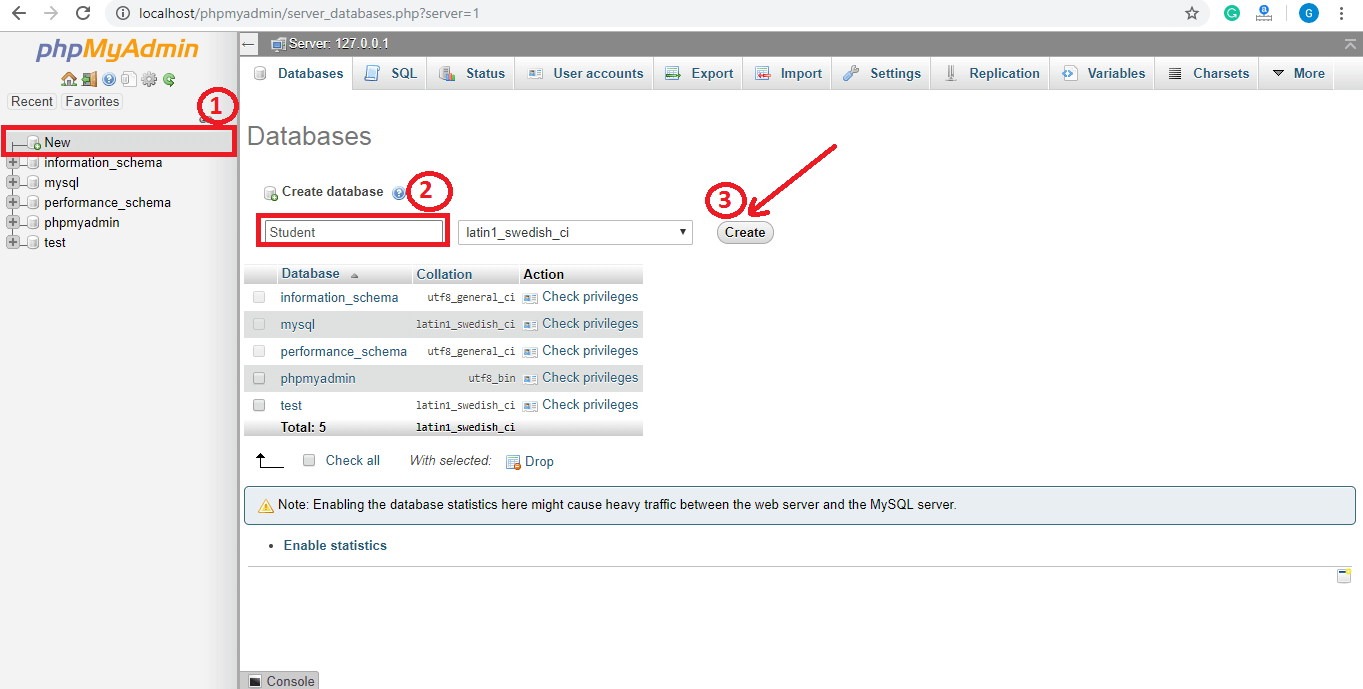 localhost/phpmyadmin/server_databases.php?server=1
G
a
G
phpMyAdmin
Recent Favorites
1
New
information_schema
mysql
performance_schema
phpmyadmin
test
Server: 127.0.0.1
Databases SQL Status User accounts Export Import Settings Replication Variables Charsets More
Databases
Create database
2
3
Student latin1_swedish_ci Create
Database Collation Action
information_schema utf8_general_ci Check privileges
mysql latin1_swedish_ci Check privileges
performance_schema utf8_general_ci Check privileges
phpmyadmin utf8_bin Check privileges
test latin1_swedish_ci Check privileges
Total: 5 latin1_swedish_ci
Check all With selected: Drop
Note: Enabling the database statistics here might cause heavy traffic between the web server and the MySQL server.
• Enable statistics
Console